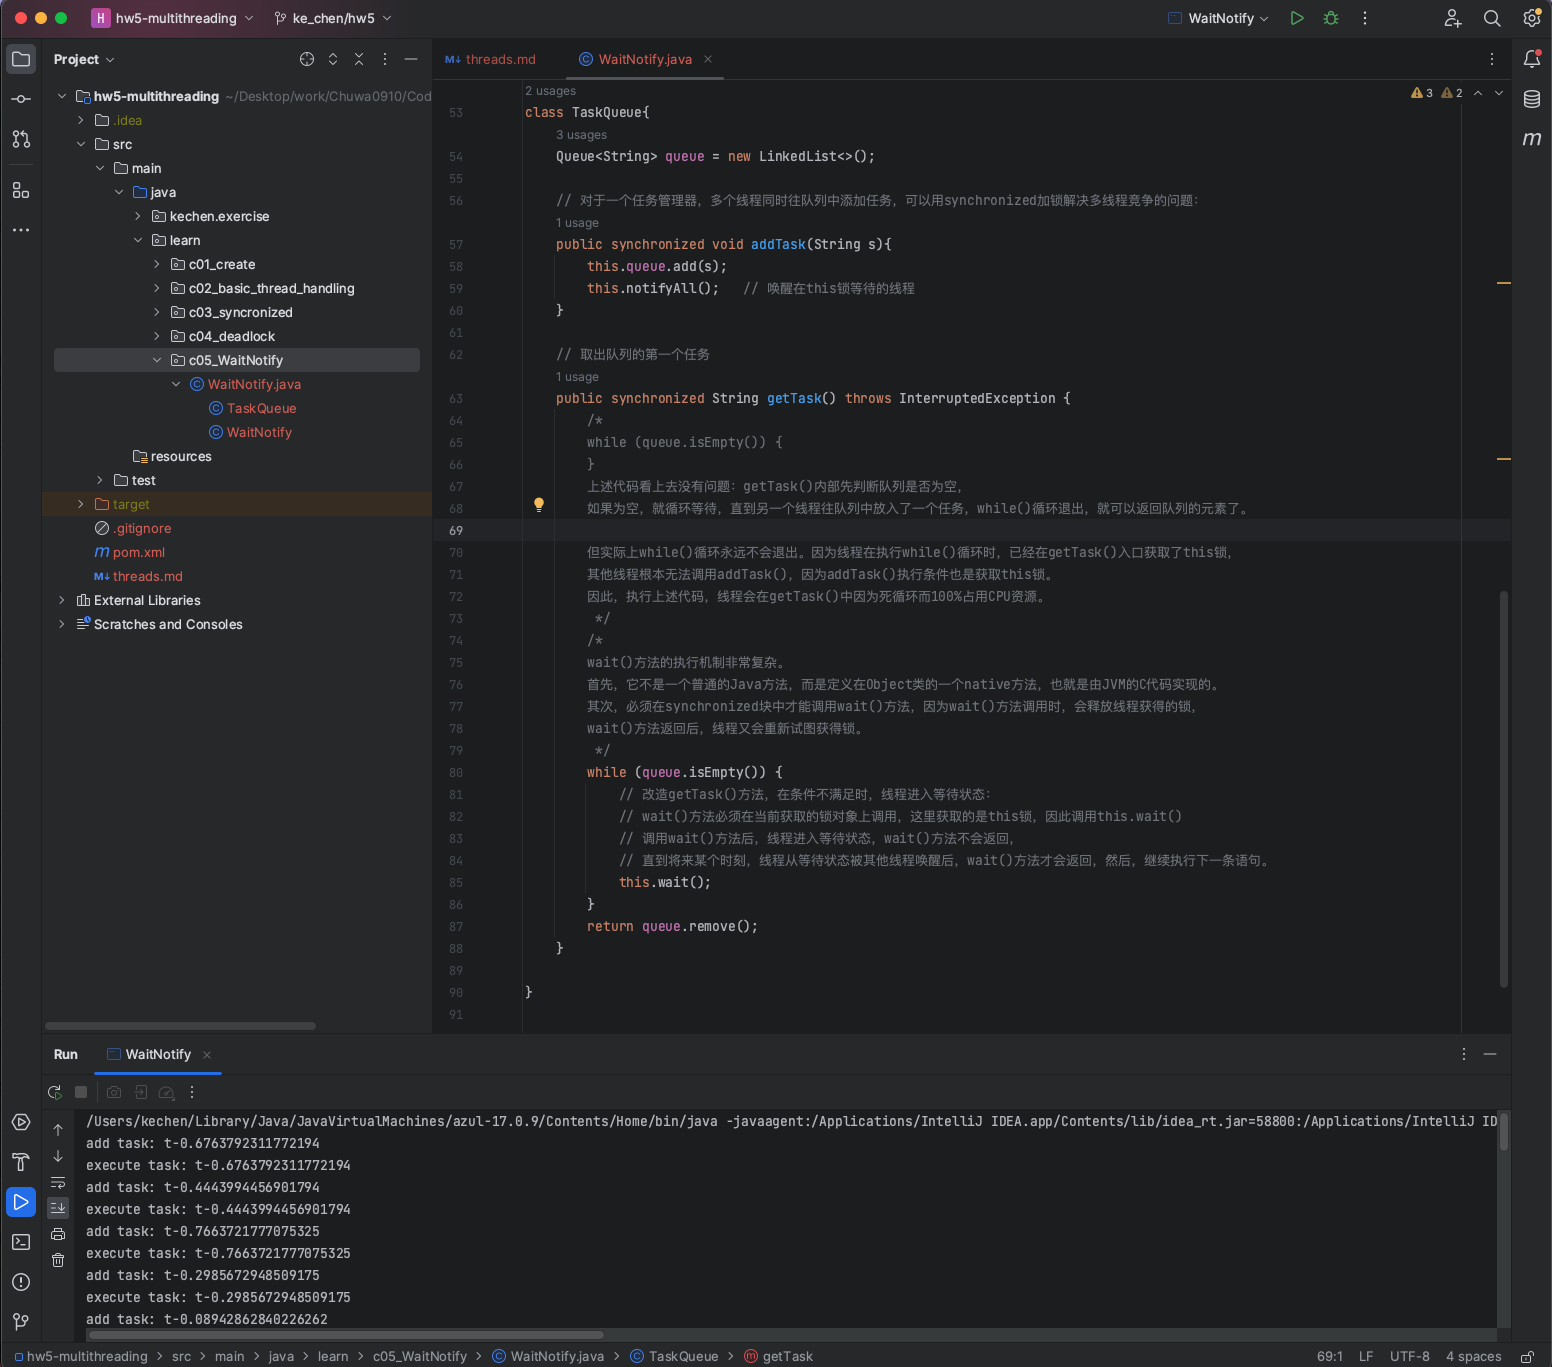 H hw5-multithreading
ke_chen/hw5
WaitNotify
Project
hw5-multithreading ~/Desktop/work/Chuwa0910/Cod
.idea
src
main
java
kechen.exercise
learn
c01_create
c02_basic_thread_handling
c03_syncronized
c04_deadlock
c05_WaitNotify
WaitNotify.java
TaskQueue
WaitNotify
resources
test
target
.gitignore
pom.xml
threads.md
External Libraries
Scratches and Consoles
threads.md
WaitNotify.java
3 2
2 usages
53 class TaskQueue{
3 usages
54 Queue<String> queue = new LinkedList<>();
55
56 // 对于一个任务管理器，多个线程同时往队列中添加任务，可以用synchronized加锁解决多线程竞争的问题：
1 usage
57 public synchronized void addTask(String s){
58 this.queue.add(s);
59 this.notifyAll(); // 唤醒在this锁等待的线程
60 }
61
62 // 取出队列的第一个任务
1 usage
63 public synchronized String getTask() throws InterruptedException {
64 /*
65 while (queue.isEmpty()) {
66 }
67 上述代码看上去没有问题：getTask()内部先判断队列是否为空，
68 如果为空，就循环等待，直到另一个线程往队列中放入了一个任务，while()循环退出，就可以返回队列的元素了。
69
70 但实际上while()循环永远不会退出。因为线程在执行while()循环时，已经在getTask()入口获取了this锁，
71 其他线程根本无法调用addTask()，因为addTask()执行条件也是获取this锁。
72 因此，执行上述代码，线程会在getTask()中因为死循环而100%占用CPU资源。
73 */
74 /*
75 wait()方法的执行机制非常复杂。
76 首先，它不是一个普通的Java方法，而是定义在Object类的一个native方法，也就是由JVM的C代码实现的。
77 其次，必须在synchronized块中才能调用wait()方法，因为wait()方法调用时，会释放线程获得的锁，
78 wait()方法返回后，线程又会重新试图获得锁。
79 */
80 while (queue.isEmpty()) {
81 // 改造getTask()方法，在条件不满足时，线程进入等待状态：
82 // wait()方法必须在当前获取的锁对象上调用，这里获取的是this锁，因此调用this.wait()
83 // 调用wait()方法后，线程进入等待状态，wait()方法不会返回，
84 // 直到将来某个时刻，线程从等待状态被其他线程唤醒后，wait()方法才会返回，然后，继续执行下一条语句。
85 this.wait();
86 }
87 return queue.remove();
88 }
89
90 }
91
Run WaitNotify
/Users/kechen/Library/Java/JavaVirtualMachines/azul-17.0.9/Contents/Home/bin/java -javaagent:/Applications/IntelliJ IDEA.app/Contents/lib/idea_rt.jar=58800:/Applications/IntelliJ ID
add task: t-0.6763792311772194
execute task: t-0.6763792311772194
add task: t-0.4443994456901794
execute task: t-0.4443994456901794
add task: t-0.7663721777075325
execute task: t-0.7663721777075325
add task: t-0.2985672948509175
execute task: t-0.2985672948509175
add task: t-0.08942862840226262
hw5-multithreading > src > main > java > learn > c05_WaitNotify > WaitNotify.java > TaskQueue > getTask
69:1 LF UTF-8 4 spaces